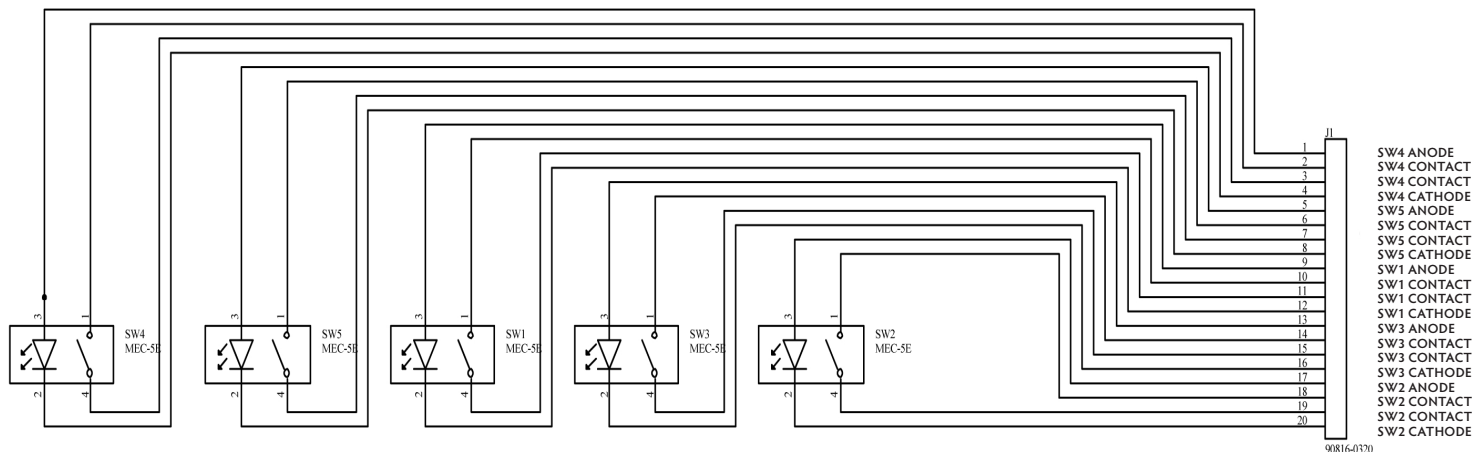 J1
1
2
3
4
5
6
7
8
9
10
11
12
13
14
15
16
17
18
19
20
SW4 ANODE
SW4 CONTACT
SW4 CONTACT
SW4 CATHODE
SW5 ANODE
SW5 CONTACT
SW5 CONTACT
SW5 CATHODE
SW1 ANODE
SW1 CONTACT
SW1 CONTACT
SW1 CATHODE
SW3 ANODE
SW3 CONTACT
SW3 CONTACT
SW3 CATHODE
SW2 ANODE
SW2 CONTACT
SW2 CONTACT
SW2 CATHODE
90816-0320
3
1
SW4
MEC-5E
2
4
3
1
SW5
MEC-5E
2
4
3
1
SW1
MEC-5E
2
4
3
1
SW3
MEC-5E
2
4
3
1
SW2
MEC-5E
2
4